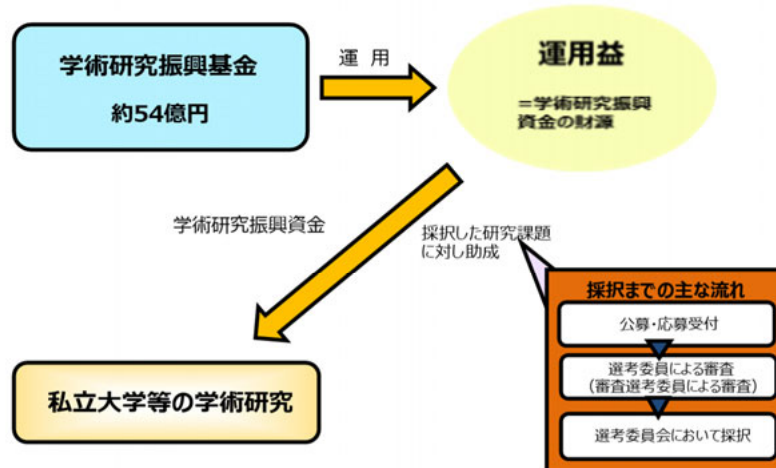 学術研究振興基金
約54億円
運 用
運用益
=学術研究振興
資金の財源
学術研究振興資金
採択した研究課題
に対し助成
採択までの主な流れ
公募・応募受付
選考委員による審査
(審査選考委員による審査)
選考委員会において採択
私立大学等の学術研究